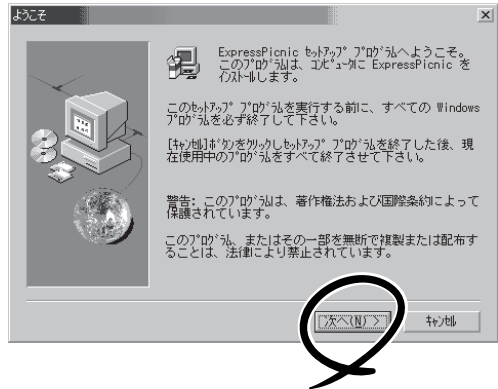 ようこそ
ExpressPicnic ｾｯﾄｱｯﾌﾟ ﾌﾟﾛｸﾞﾗﾑへようこそ。
このﾌﾟﾛｸﾞﾗﾑは、ｺﾝﾋﾟｭｰﾀに ExpressPicnic を
ｲﾝｽﾄｰﾙします。
このｾｯﾄｱｯﾌﾟ ﾌﾟﾛｸﾞﾗﾑを実行する前に、すべての Windows
ﾌﾟﾛｸﾞﾗﾑを必ず終了して下さい。
[ｷｬﾝｾﾙ]ﾎﾞﾀﾝをｸﾘｯｸしｾｯﾄｱｯﾌﾟ ﾌﾟﾛｸﾞﾗﾑを終了した後、現
在使用中のﾌﾟﾛｸﾞﾗﾑをすべて終了させて下さい。
警告: このﾌﾟﾛｸﾞﾗﾑは、著作権法および国際条約によって
保護されています。
このﾌﾟﾛｸﾞﾗﾑ、またはその一部を無断で複製または配布す
ることは、法律により禁止されています。
次へ(N) >
ｷｬﾝｾﾙ